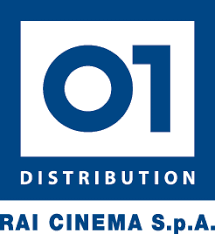 01
DISTRIBUTION
RAI CINEMA S.p.A.